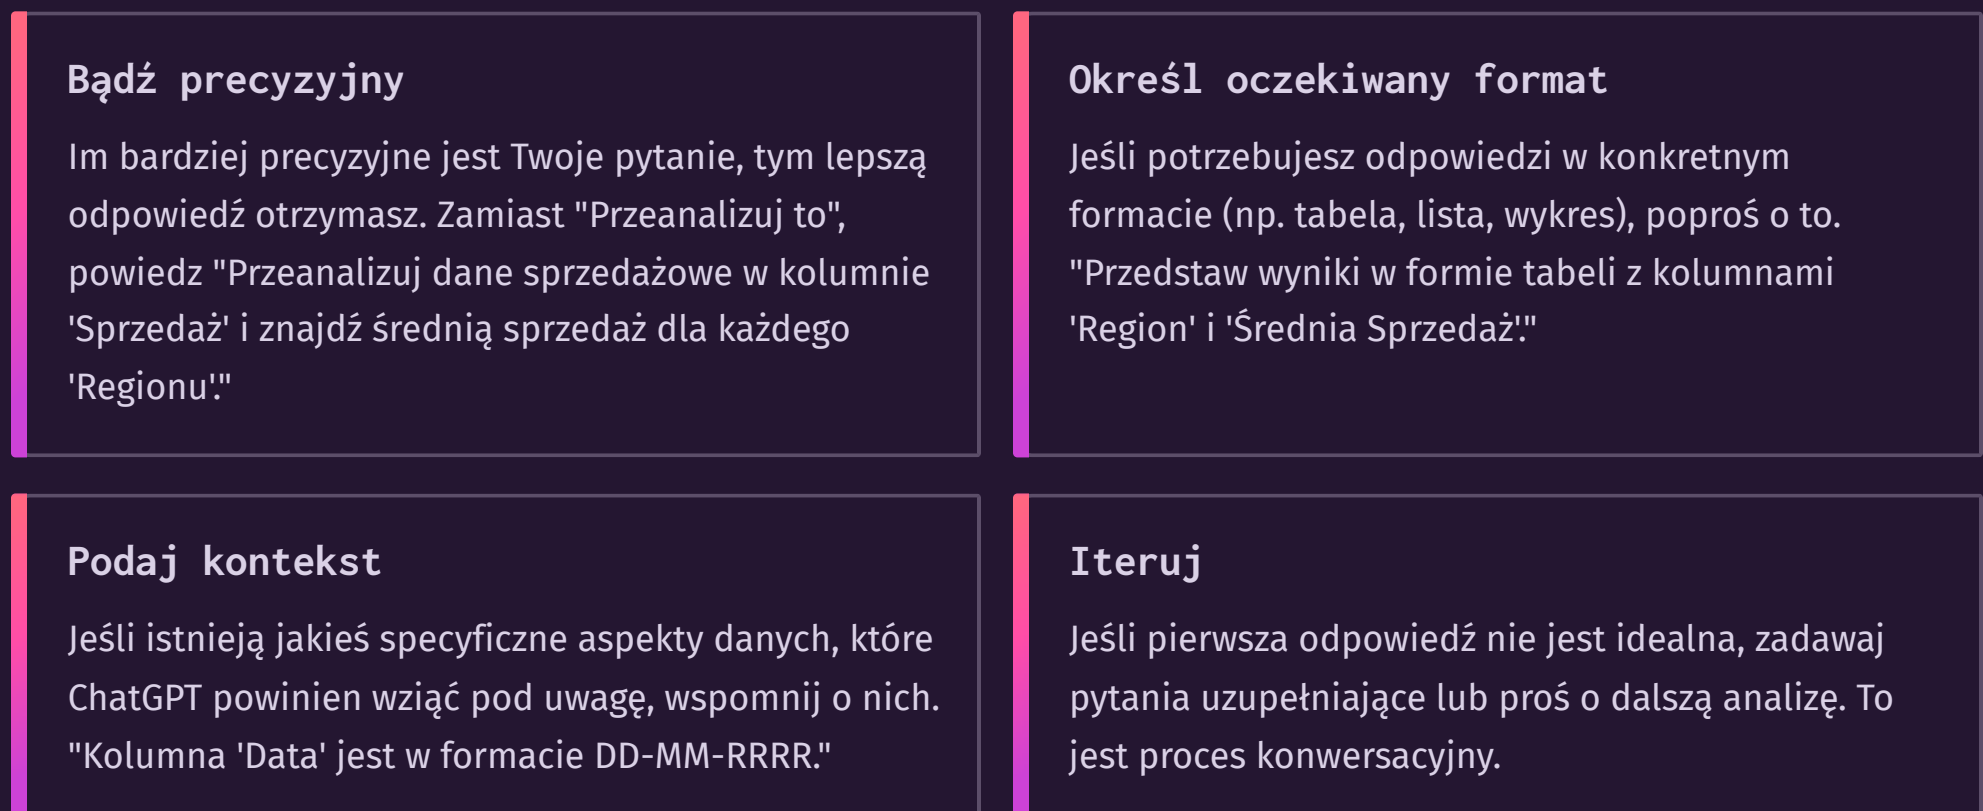 Bądź precyzyjny
Im bardziej precyzyjne jest Twoje pytanie, tym lepszą
odpowiedź otrzymasz. Zamiast "Przeanalizuj to",
powiedz "Przeanalizuj dane sprzedażowe w kolumnie
'Sprzedaż' i znajdź średnią sprzedaż dla każdego
'Regionu'."
Określ oczekiwany format
Jeśli potrzebujesz odpowiedzi w konkretnym
formacie (np. tabela, lista, wykres), poproś o to.
"Przedstaw wyniki w formie tabeli z kolumnami
'Region' i 'Średnia Sprzedaż'."
Podaj kontekst
Jeśli istnieją jakieś specyficzne aspekty danych, które
ChatGPT powinien wziąć pod uwagę, wspomnij o nich.
"Kolumna 'Data' jest w formacie DD-MM-RRRR."
Iteruj
Jeśli pierwsza odpowiedź nie jest idealna, zadawaj
pytania uzupełniające lub proś o dalszą analizę. To
jest proces konwersacyjny.